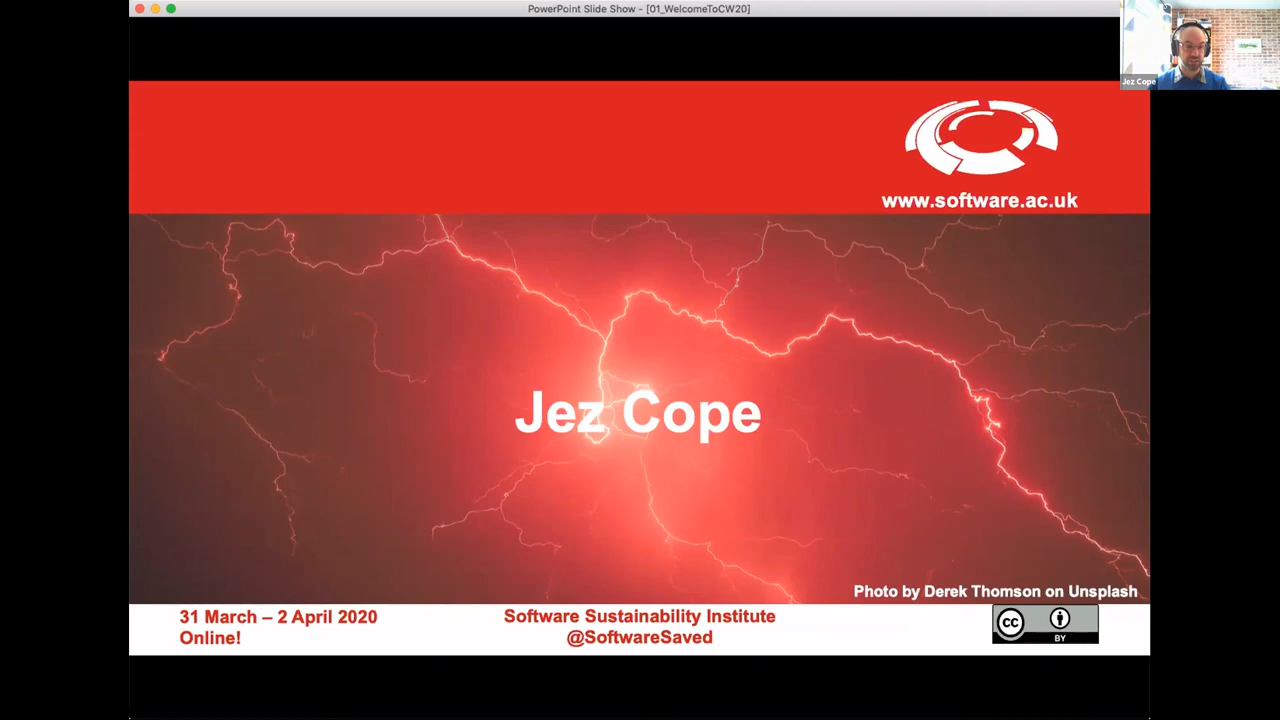 PowerPoint Slide Show - [01_WelcomeToCW20]
Jez Cope
www.software.ac.uk
Jez Cope
Photo by Derek Thomson on Unsplash
31 March – 2 April 2020
Online!
Software Sustainability Institute
@SoftwareSaved
cc
BY